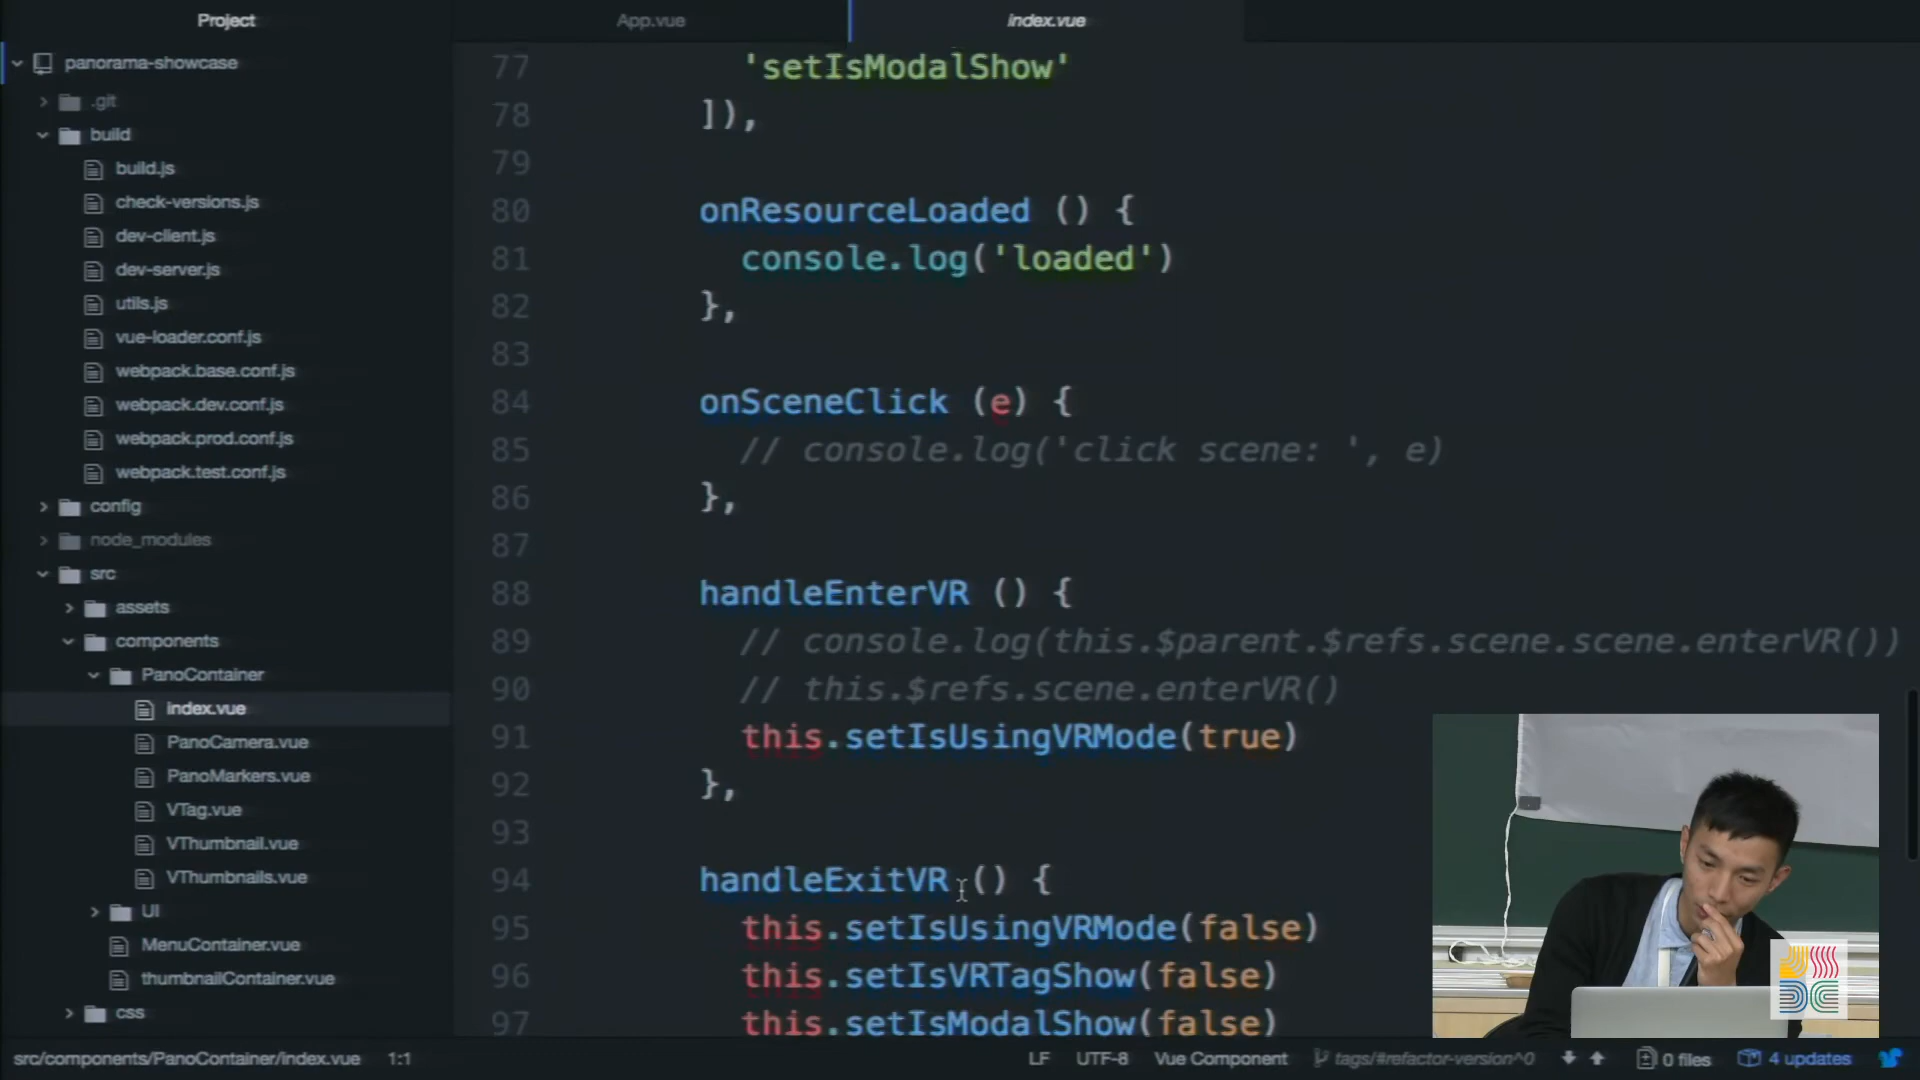 Project
App.vue
index.vue
panorama-showcase
.git
build
build.js
check-versions.js
dev-client.js
dev-server.js
utils.js
vue-loader.conf.js
webpack.base.conf.js
webpack.dev.conf.js
webpack.prod.conf.js
webpack.test.conf.js
config
node_modules
src
assets
components
PanoContainer
index.vue
PanoCamera.vue
PanoMarkers.vue
VTag.vue
VThumbnail.vue
VThumbnails.vue
UI
MenuContainer.vue
thumbnailContainer.vue
css
77 'setIsModalShow'
78 ]),
79
80 onResourceLoaded () {
81 console.log('loaded')
82 },
83
84 onSceneClick (e) {
85 // console.log('click scene: ', e)
86 },
87
88 handleEnterVR () {
89 // console.log(this.$parent.$refs.scene.scene.enterVR())
90 // this.$refs.scene.enterVR()
91 this.setIsUsingVRMode(true)
92 },
93
94 handleExitVR () {
95 this.setIsUsingVRMode(false)
96 this.setIsVRTagShow(false)
97 this.setIsModalShow(false)
src/components/PanoContainer/index.vue 1:1
LF UTF-8 Vue Component tags/#refactor-version^0 0 files 4 updates
JSDC